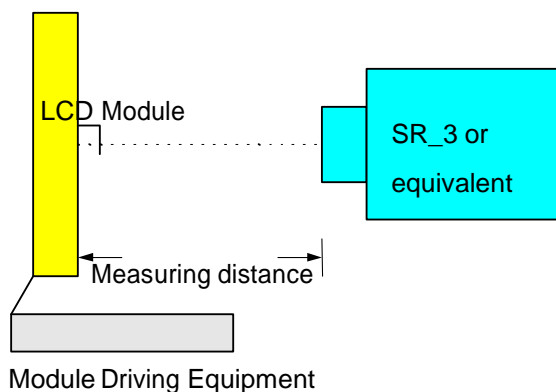 LCD Module
SR_3 or
equivalent
Measuring distance
Module Driving Equipment